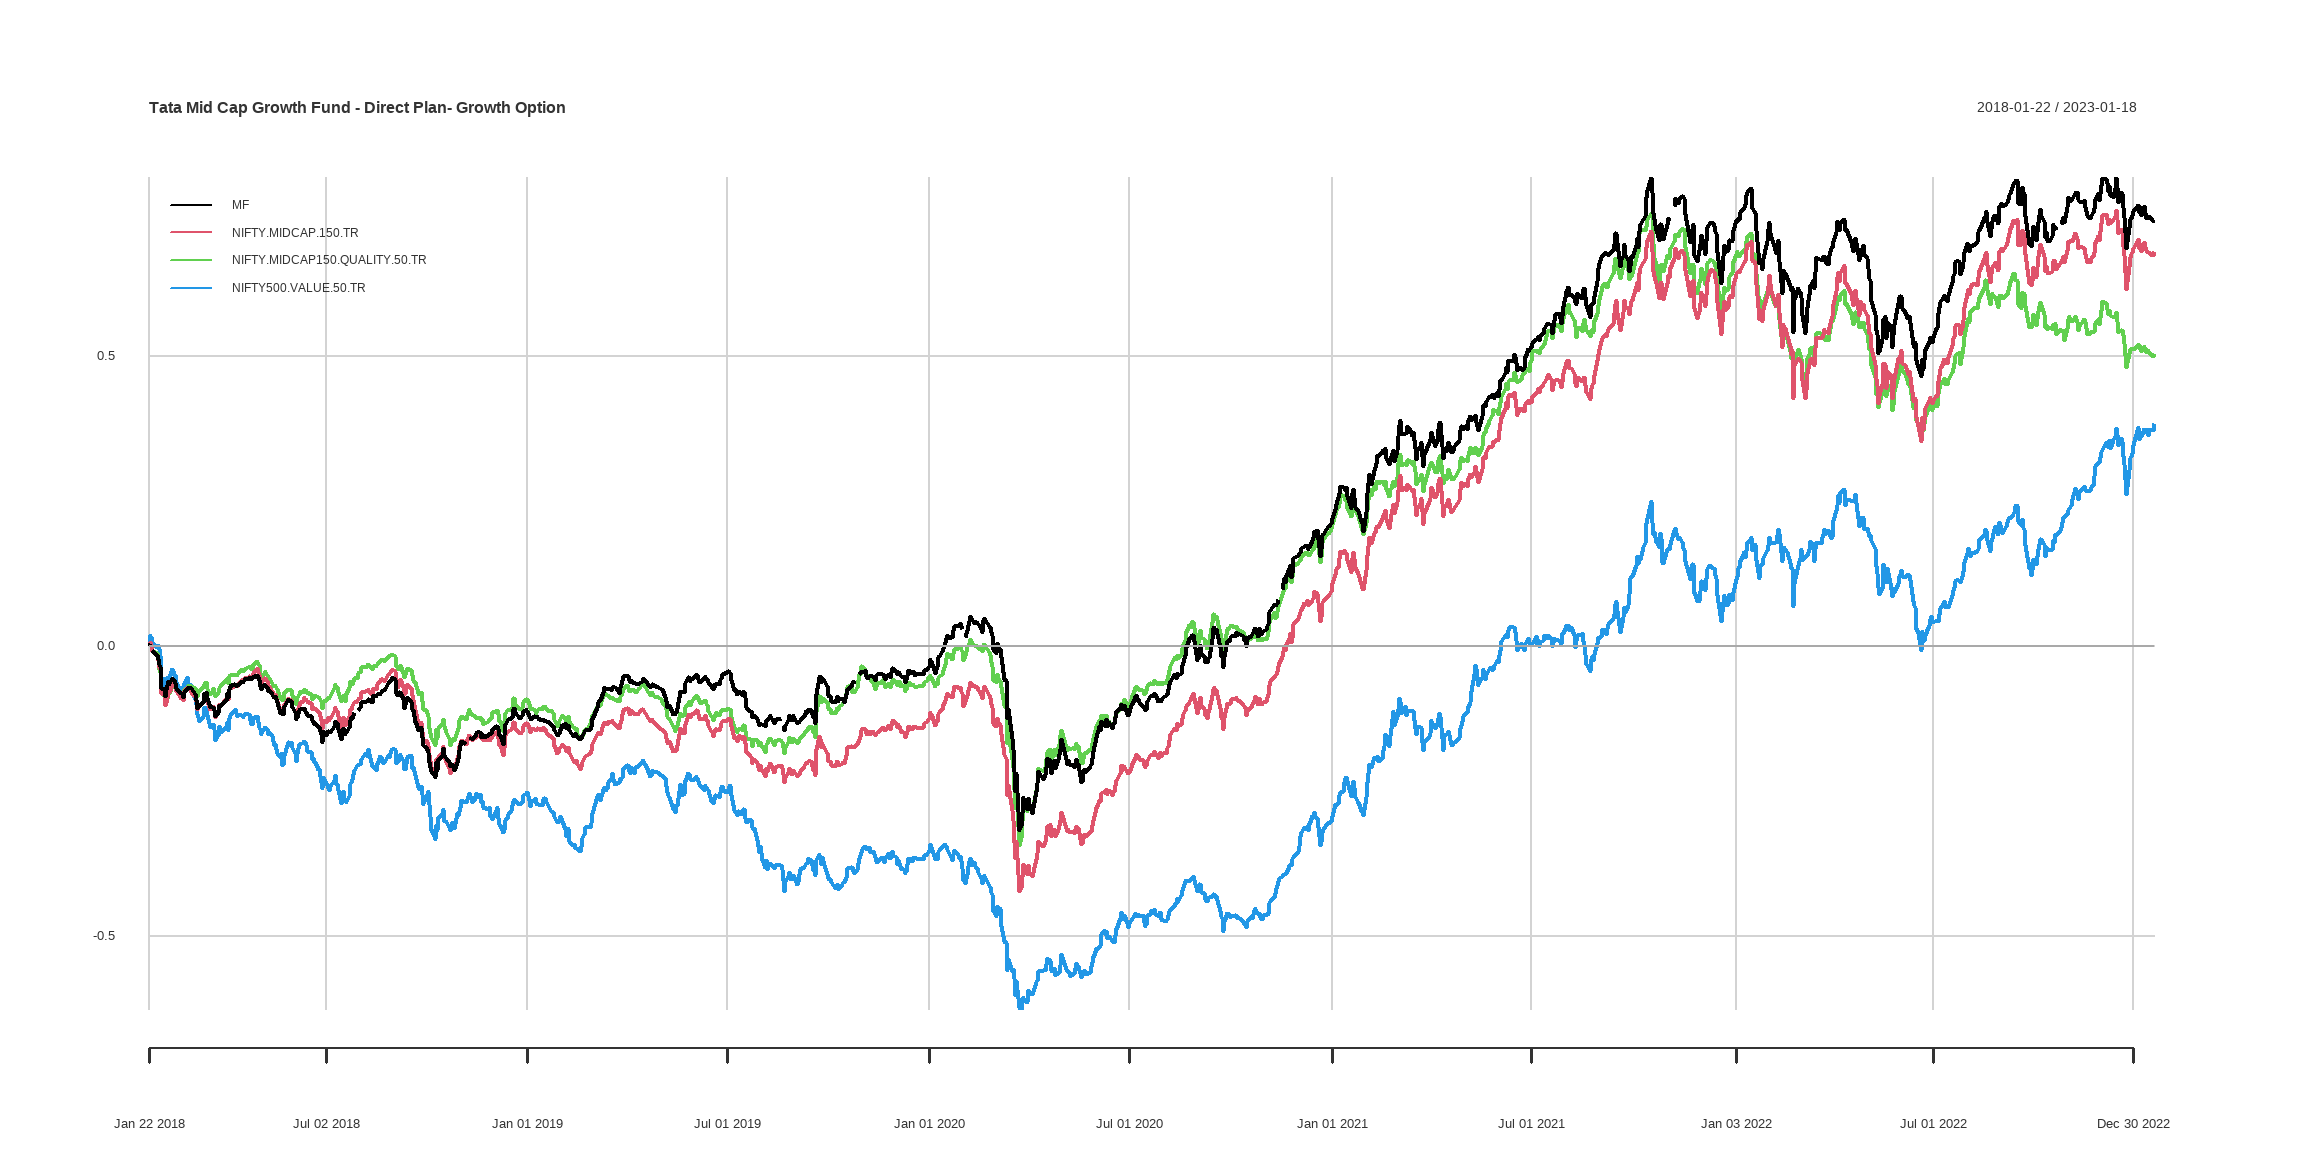 Tata Mid Cap Growth Fund - Direct Plan- Growth Option
2018-01-22 / 2023-01-18
MF
NIFTY.MIDCAP.150.TR
NIFTY.MIDCAP150.QUALITY.50.TR
NIFTY500.VALUE.50.TR
0.5
0.0
-0.5
Jan 22 2018 Jul 02 2018 Jan 01 2019 Jul 01 2019 Jan 01 2020 Jul 01 2020 Jan 01 2021 Jul 01 2021 Jan 03 2022 Jul 01 2022 Dec 30 2022